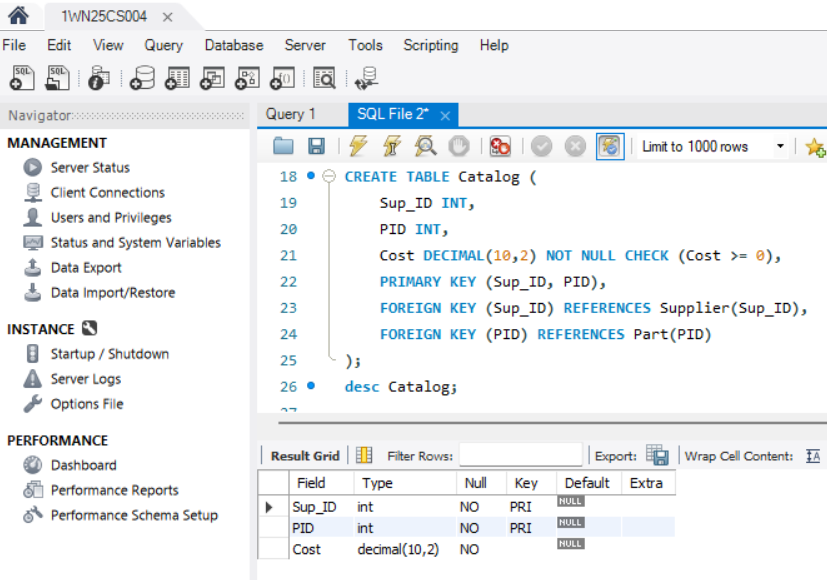 1WN25CS004 ×
File Edit View Query Database Server Tools Scripting Help
Navigator
MANAGEMENT
Server Status
Client Connections
Users and Privileges
Status and System Variables
Data Export
Data Import/Restore
INSTANCE
Startup / Shutdown
Server Logs
Options File
PERFORMANCE
Dashboard
Performance Reports
Performance Schema Setup
Query 1 SQL File 2* ×
Limit to 1000 rows
18 CREATE TABLE Catalog (
19 Sup_ID INT,
20 PID INT,
21 Cost DECIMAL(10,2) NOT NULL CHECK (Cost >= 0),
22 PRIMARY KEY (Sup_ID, PID),
23 FOREIGN KEY (Sup_ID) REFERENCES Supplier(Sup_ID),
24 FOREIGN KEY (PID) REFERENCES Part(PID)
25 );
26 desc Catalog;
27
Result Grid Filter Rows: Export: Wrap Cell Content: IA
Field Type Null Key Default Extra
Sup_ID int NO PRI NULL
PID int NO PRI NULL
Cost decimal(10,2) NO NULL